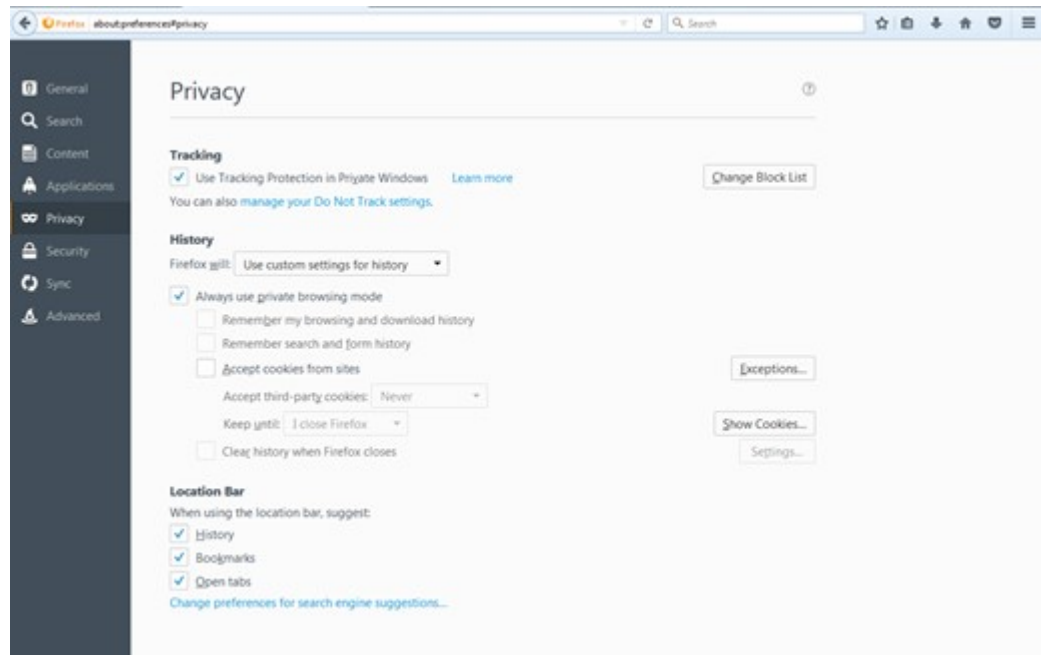 Firefox about:preferences#privacy
Search
General
Search
Content
Applications
Privacy
Security
Sync
Advanced
Privacy
Tracking
Use Tracking Protection in Private Windows Learn more Change Block List
You can also manage your Do Not Track settings.
History
Firefox will: Use custom settings for history
Always use private browsing mode
Remember my browsing and download history
Remember search and form history
Accept cookies from sites Exceptions...
Accept third-party cookies: Never
Keep until: I close Firefox Show Cookies...
Clear history when Firefox closes Settings...
Location Bar
When using the location bar, suggest:
History
Bookmarks
Open tabs
Change preferences for search engine suggestions...